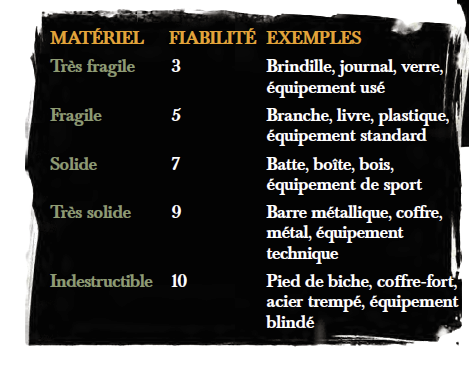 MATÉRIEL FIABILITÉ EXEMPLES
Très fragile 3 Brindille, journal, verre,
équipement usé
Fragile 5 Branche, livre, plastique,
équipement standard
Solide 7 Batte, boîte, bois,
équipement de sport
Très solide 9 Barre métallique, coffre,
métal, équipement
technique
Indestructible 10 Pied de biche, coffre-fort,
acier trempé, équipement
blindé